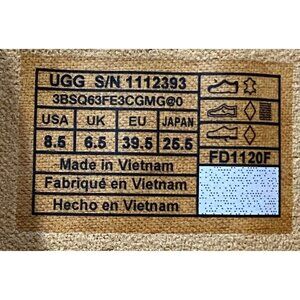 UGG S/N 1112393
3BSQ63FE3CGMG@0
USA UK EU JAPAN
8.5 6.5 39.5 25.5
FD1120F
Made in Vietnam
Fabriqué en Vietnam
Hecho en Vietnam